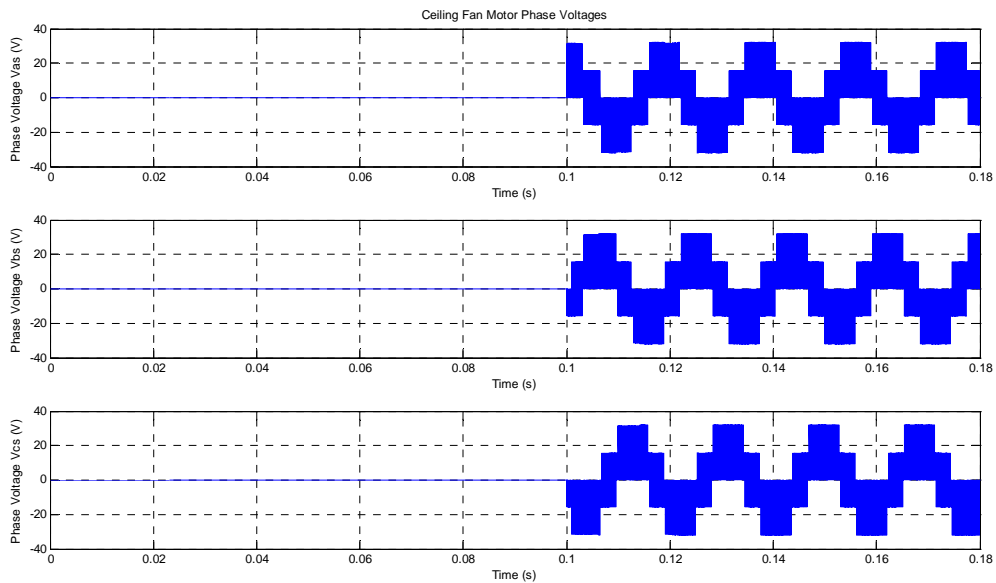 Ceiling Fan Motor Phase Voltages
Phase Voltage Vas (V)
40
20
0
-20
-40
0 0.02 0.04 0.06 0.08 0.1 0.12 0.14 0.16 0.18
Time (s)
Phase Voltage Vbs (V)
40
20
0
-20
-40
0 0.02 0.04 0.06 0.08 0.1 0.12 0.14 0.16 0.18
Time (s)
Phase Voltage Vcs (V)
40
20
0
-20
-40
0 0.02 0.04 0.06 0.08 0.1 0.12 0.14 0.16 0.18
Time (s)